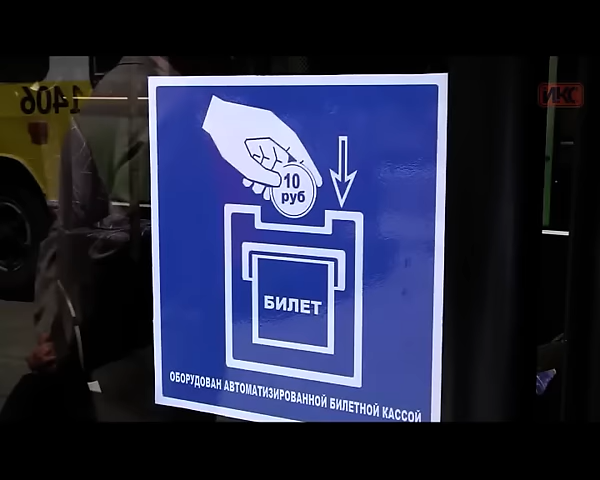 1406
ИКС
10
руб
БИЛЕТ
ОБОРУДОВАН АВТОМАТИЗИРОВАННОЙ БИЛЕТНОЙ КАССОЙ